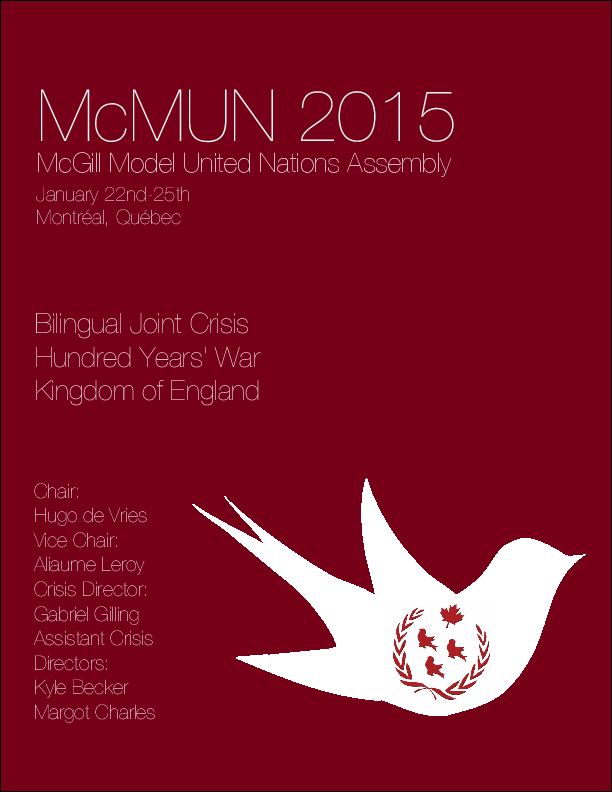 McMUN 2015
McGill Model United Nations Assembly
January 22nd-25th
Montréal, Québec
Bilingual Joint Crisis
Hundred Years' War
Kingdom of England
Chair:
Hugo de Vries
Vice Chair:
Aliaume Leroy
Crisis Director:
Gabriel Gilling
Assistant Crisis
Directors:
Kyle Becker
Margot Charles